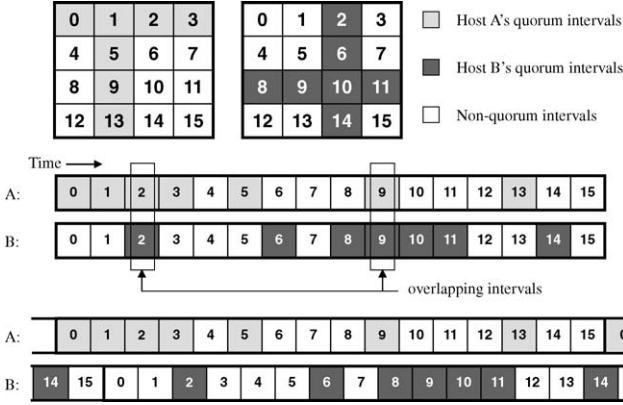 0 1 2 3
4 5 6 7
8 9 10 11
12 13 14 15
0 1 2 3
4 5 6 7
8 9 10 11
12 13 14 15
Host A's quorum intervals
Host B's quorum intervals
Non-quorum intervals
Time
A: 0 1 2 3 4 5 6 7 8 9 10 11 12 13 14 15
B: 0 1 2 3 4 5 6 7 8 9 10 11 12 13 14 15
overlapping intervals
A: 0 1 2 3 4 5 6 7 8 9 10 11 12 13 14 15 0
B: 14 15 0 1 2 3 4 5 6 7 8 9 10 11 12 13 14